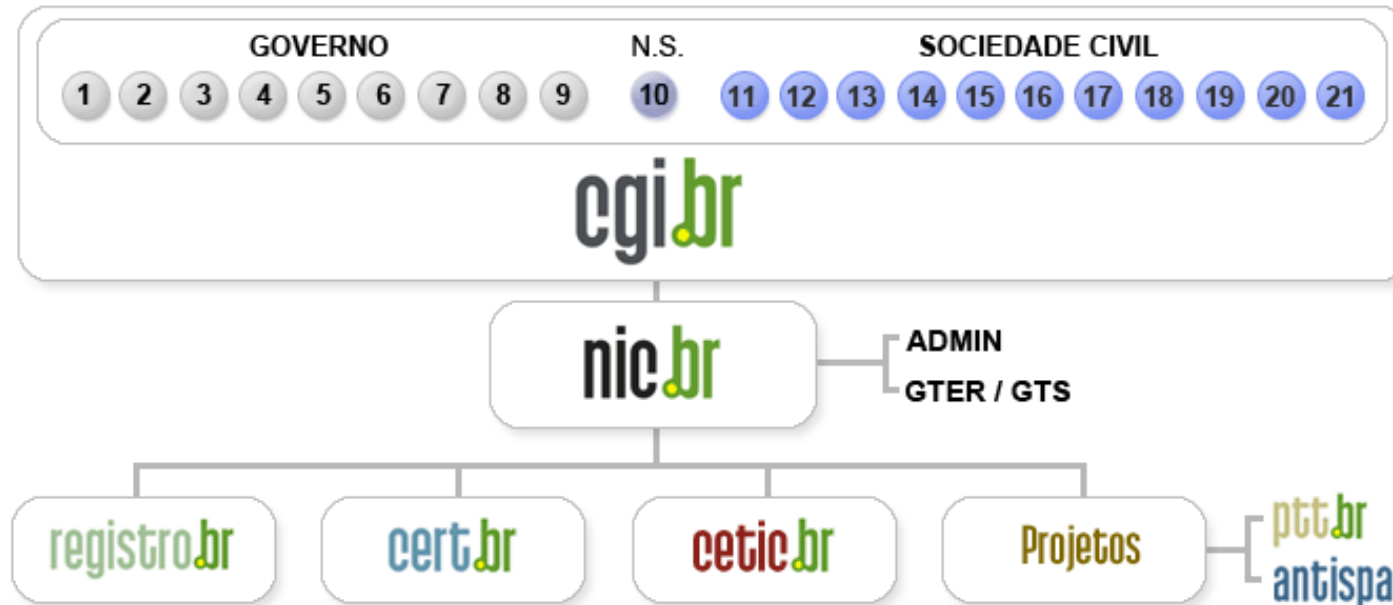 GOVERNO N.S. SOCIEDADE CIVIL
1 2 3 4 5 6 7 8 9 10 11 12 13 14 15 16 17 18 19 20 21
cgi.br
nic.br
ADMIN
GTER / GTS
registro.br cert.br cetic.br Projetos
ptt.br
antispa